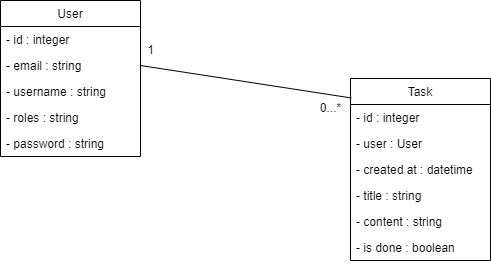 User
- id : integer
- email : string
- username : string
- roles : string
- password : string
1
0...*
Task
- id : integer
- user : User
- created at : datetime
- title : string
- content : string
- is done : boolean